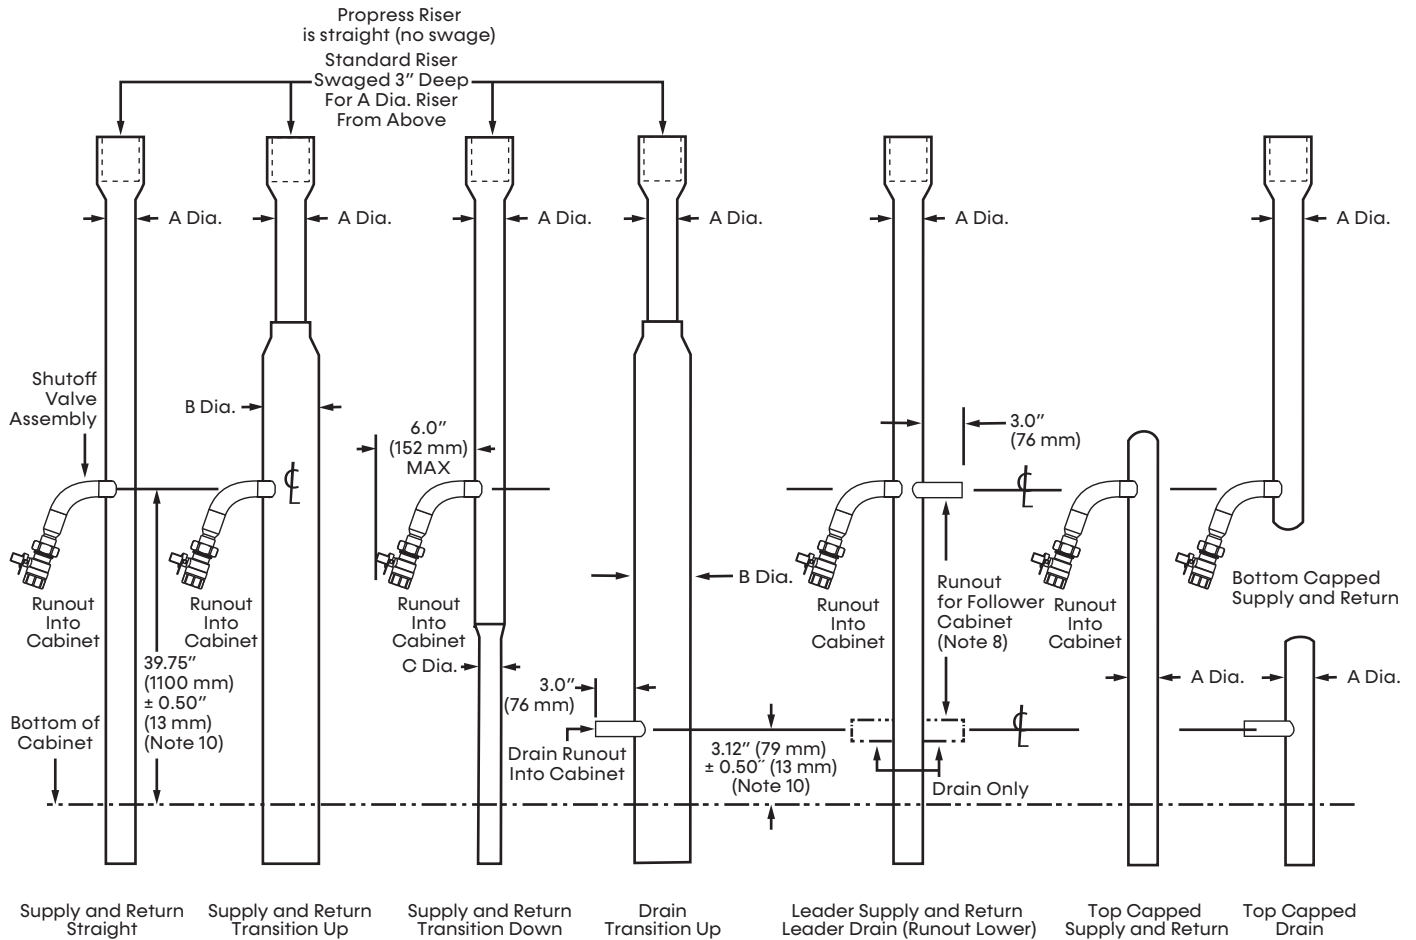 Propress Riser
is straight (no swage)
Standard Riser
Swaged 3" Deep
For A Dia. Riser
From Above
A Dia.
A Dia.
A Dia.
A Dia.
A Dia.
A Dia.
Shutoff
Valve
Assembly
B Dia.
6.0"
(152 mm)
MAX
3.0"
(76 mm)
℄
℄
Runout
Into
Cabinet
Runout
Into
Cabinet
Runout
Into
Cabinet
B Dia.
Runout
Into
Cabinet
Runout
for Follower
Cabinet
(Note 8)
Runout
Into
Cabinet
Bottom Capped
Supply and Return
39.75"
(1100 mm)
± 0.50"
(13 mm)
(Note 10)
C Dia.
3.0"
(76 mm)
A Dia.
A Dia.
Bottom of
Cabinet
Drain Runout
Into Cabinet
3.12" (79 mm)
± 0.50" (13 mm)
(Note 10)
℄
Drain Only
Supply and Return
Straight
Supply and Return
Transition Up
Supply and Return
Transition Down
Drain
Transition Up
Leader Supply and Return
Leader Drain (Runout Lower)
Top Capped
Supply and Return
Top Capped
Drain